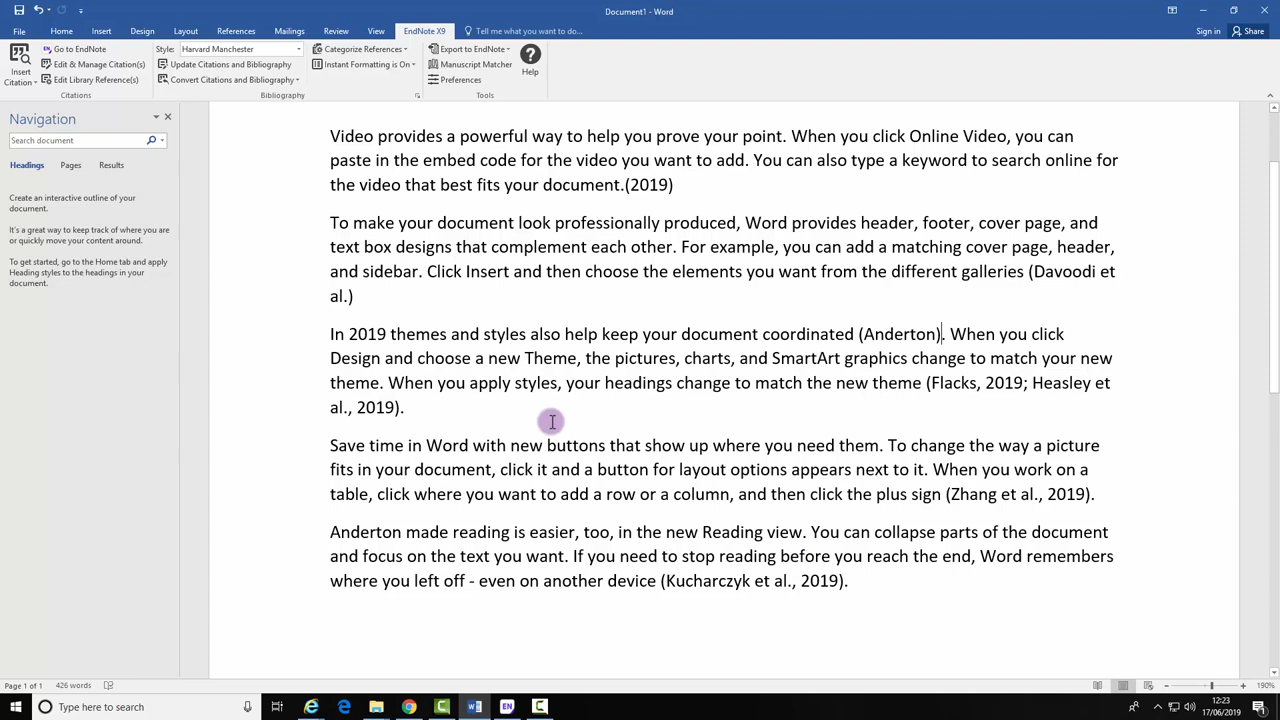 Document1 - Word
Sign in
Share
File
Home
Insert
Design
Layout
References
Mailings
Review
View
EndNote X9
Tell me what you want to do...
Insert
Citation
EN Go to EndNote
Edit & Manage Citation(s)
Edit Library Reference(s)
Citations
Style: Harvard Manchester
Update Citations and Bibliography
Convert Citations and Bibliography
Categorize References
Instant Formatting is On
Bibliography
Export to EndNote
Manuscript Matcher
Preferences
Help
Tools
Navigation
Search document
Headings
Pages
Results
Create an interactive outline of your
document.
It's a great way to keep track of where you are
or quickly move your content around.
To get started, go to the Home tab and apply
Heading styles to the headings in your
document.
Video provides a powerful way to help you prove your point. When you click Online Video, you can
paste in the embed code for the video you want to add. You can also type a keyword to search online for
the video that best fits your document.(2019)
To make your document look professionally produced, Word provides header, footer, cover page, and
text box designs that complement each other. For example, you can add a matching cover page, header,
and sidebar. Click Insert and then choose the elements you want from the different galleries (Davoodi et
al.)
In 2019 themes and styles also help keep your document coordinated (Anderton). When you click
Design and choose a new Theme, the pictures, charts, and SmartArt graphics change to match your new
theme. When you apply styles, your headings change to match the new theme (Flacks, 2019; Heasley et
al., 2019).
Save time in Word with new buttons that show up where you need them. To change the way a picture
fits in your document, click it and a button for layout options appears next to it. When you work on a
table, click where you want to add a row or a column, and then click the plus sign (Zhang et al., 2019).
Anderton made reading is easier, too, in the new Reading view. You can collapse parts of the document
and focus on the text you want. If you need to stop reading before you reach the end, Word remembers
where you left off - even on another device (Kucharczyk et al., 2019).
Page 1 of 1
426 words
190%
Type here to search
EN
12:23
17/06/2019